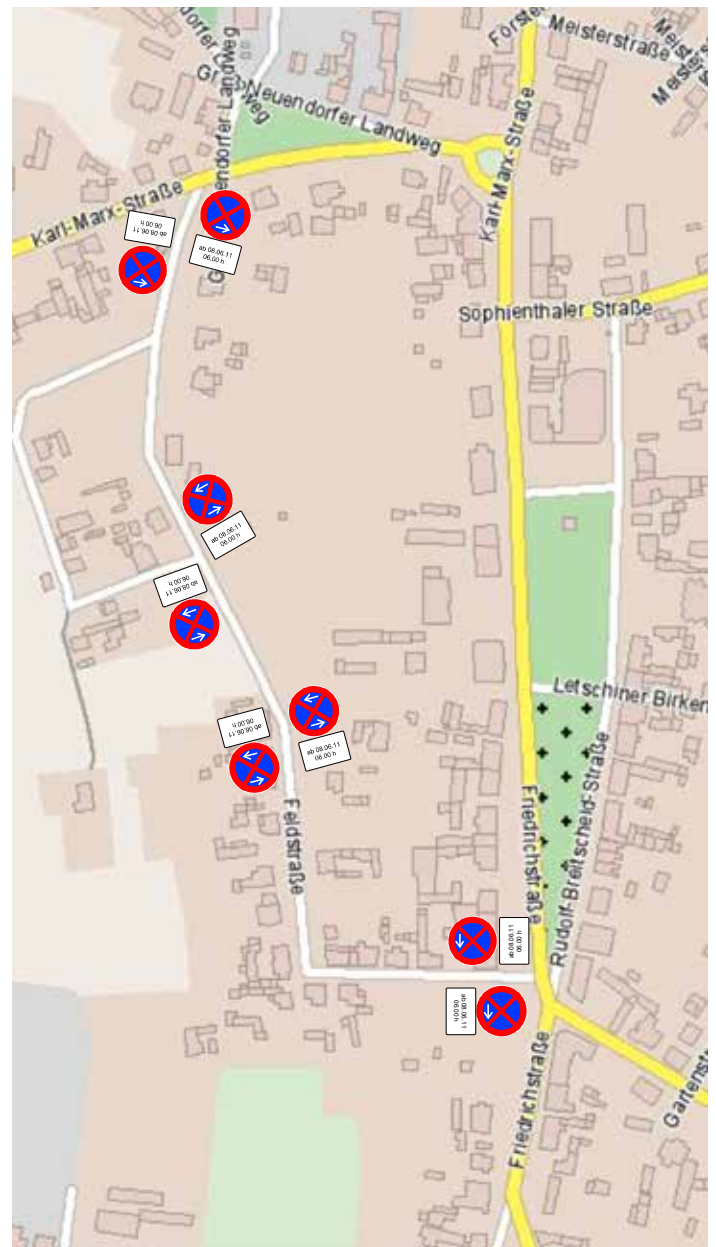 Meisterstraße
Groß Neuendorfer Landweg
Karl-Marx-Straße
Karl-Marx-Straße
ab 08.06.11
06.00 h
ab 08.06.11
06.00 h
Sophienthaler Straße
ab 08.06.11
06.00 h
ab 08.06.11
06.00 h
Letschiner Birken
ab 08.06.11
06.00 h
ab 08.06.11
06.00 h
Feldstraße
Friedrichstraße
Rudolf-Breitscheid-Straße
ab 08.06.11
06.00 h
ab 08.06.11
06.00 h
Friedrichstraße
Gartenst